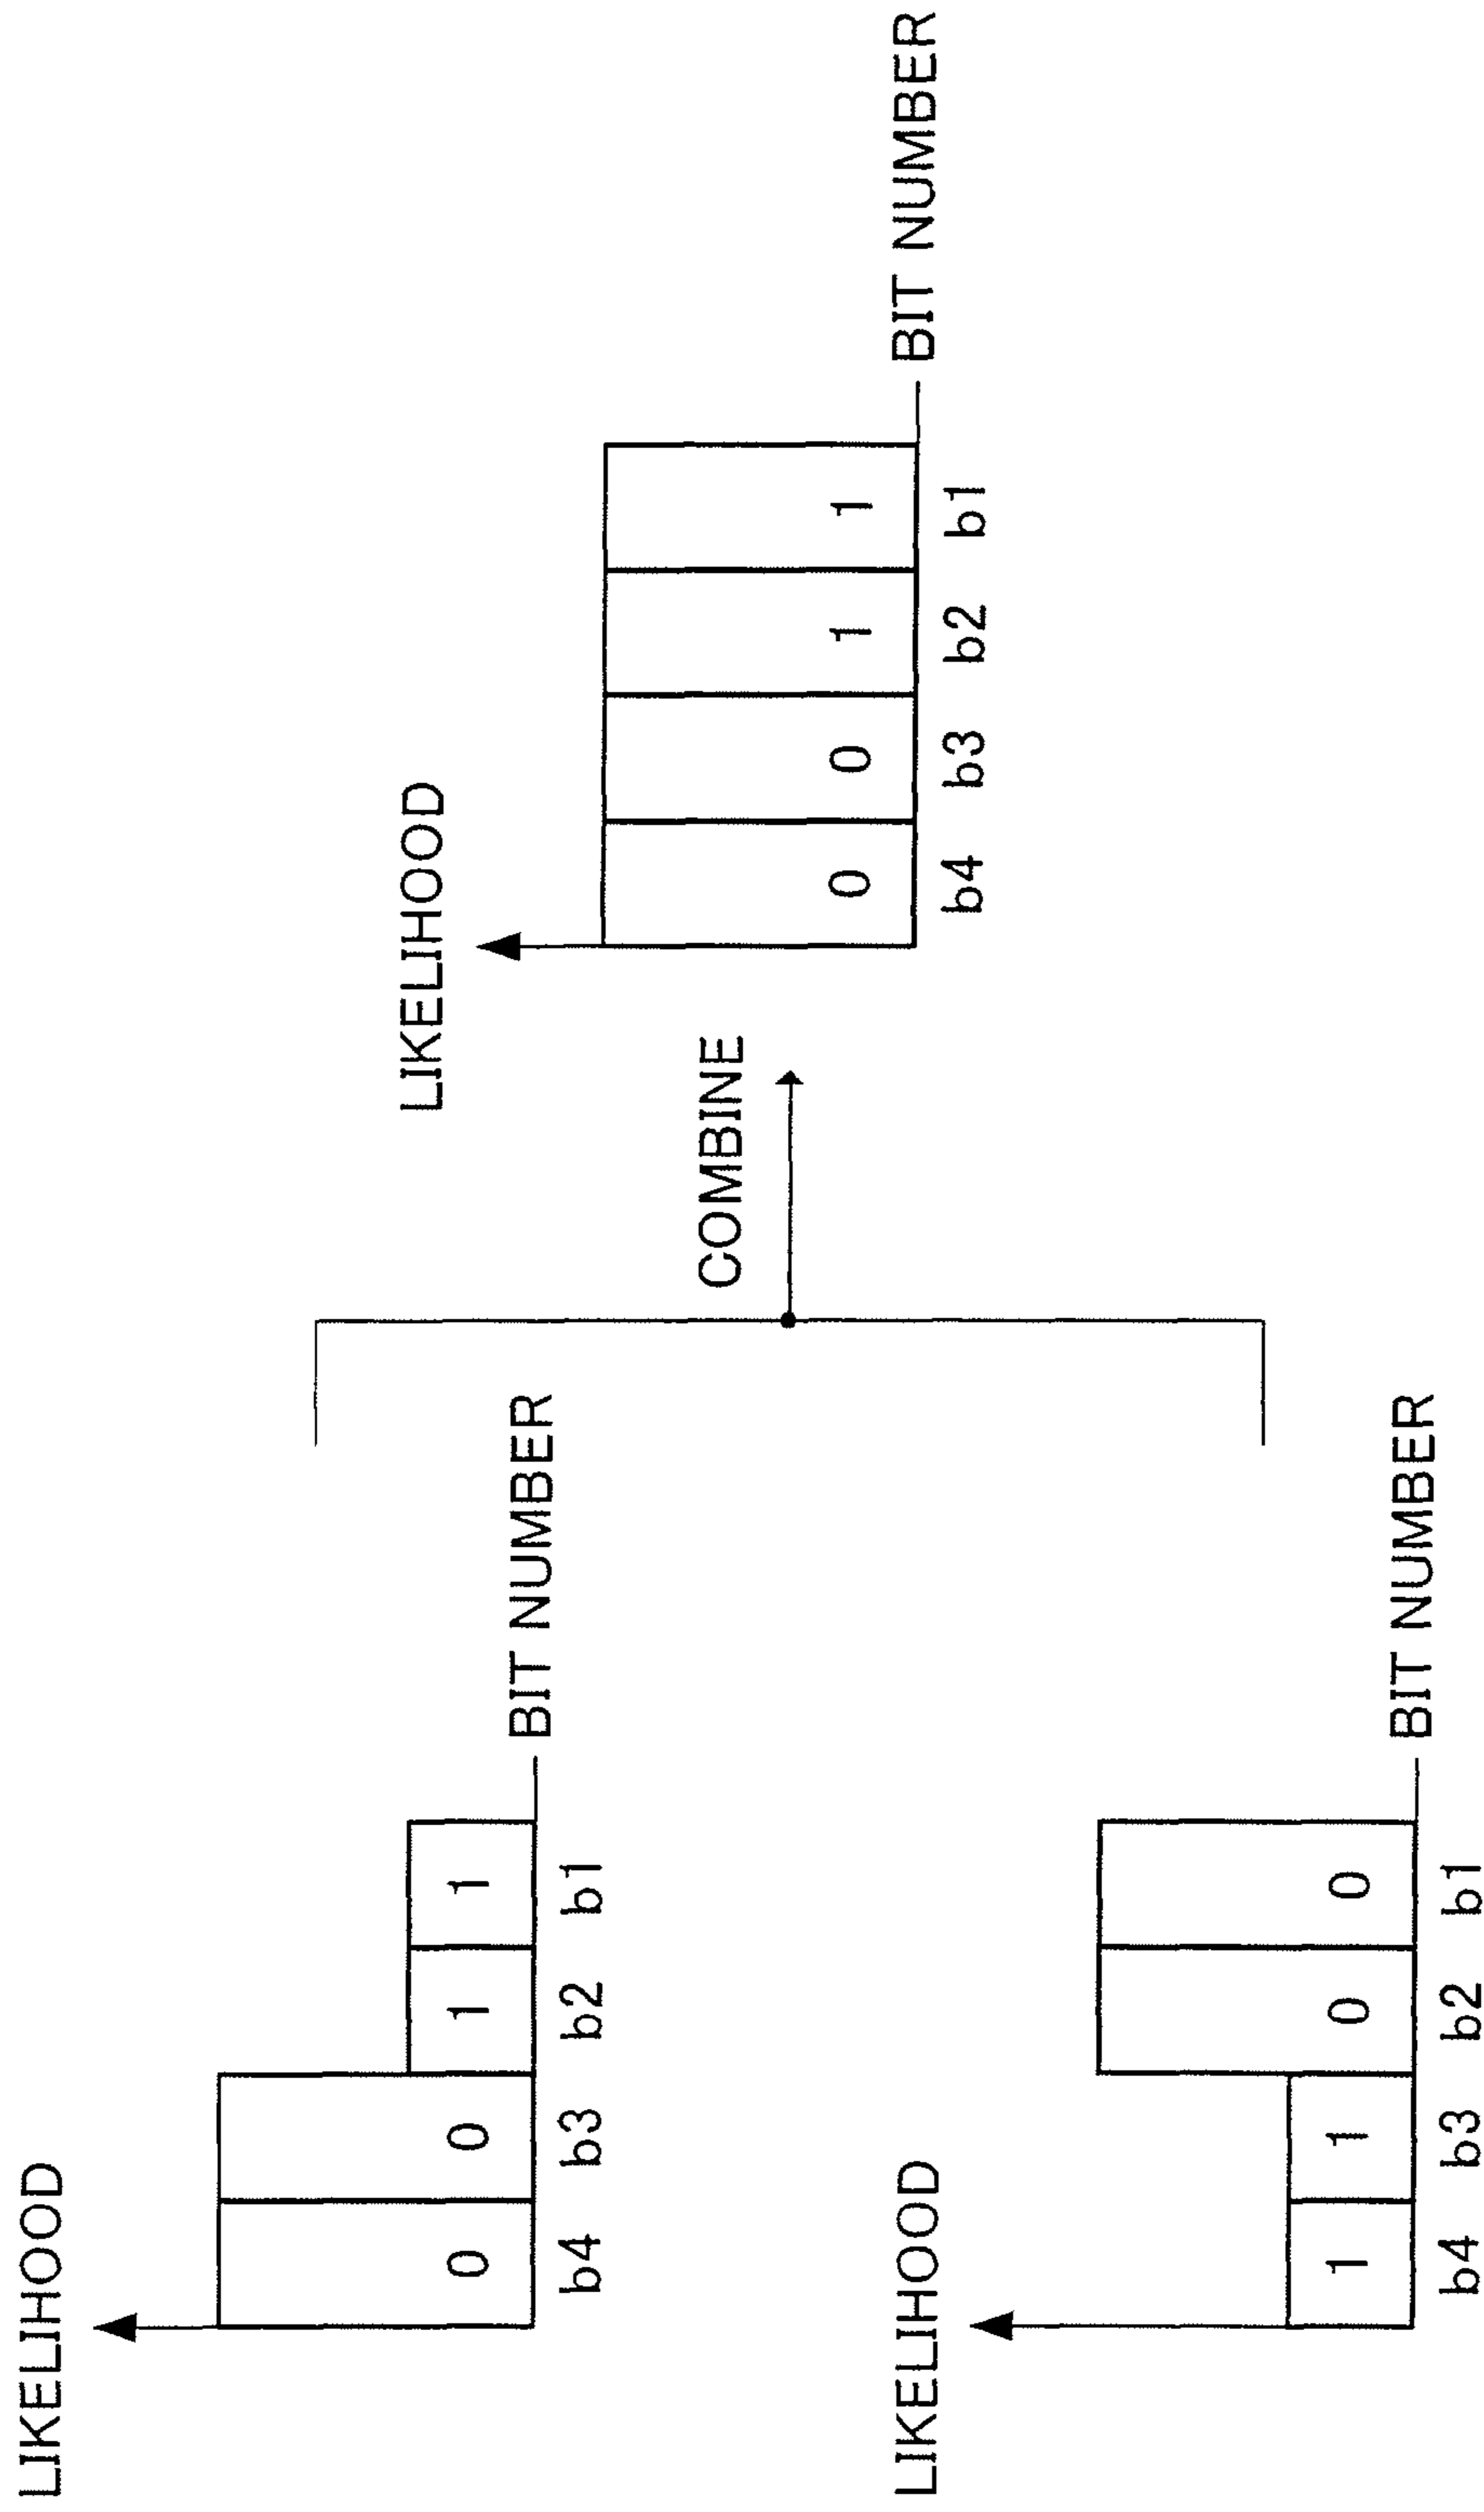 LIKELIHOOD
0 0 1 1
b4 b3 b2 b1
BIT NUMBER
LIKELIHOOD
1 1 0 0
b4 b3 b2 b1
BIT NUMBER
COMBINE
LIKELIHOOD
0 0 1 1
b4 b3 b2 b1
BIT NUMBER